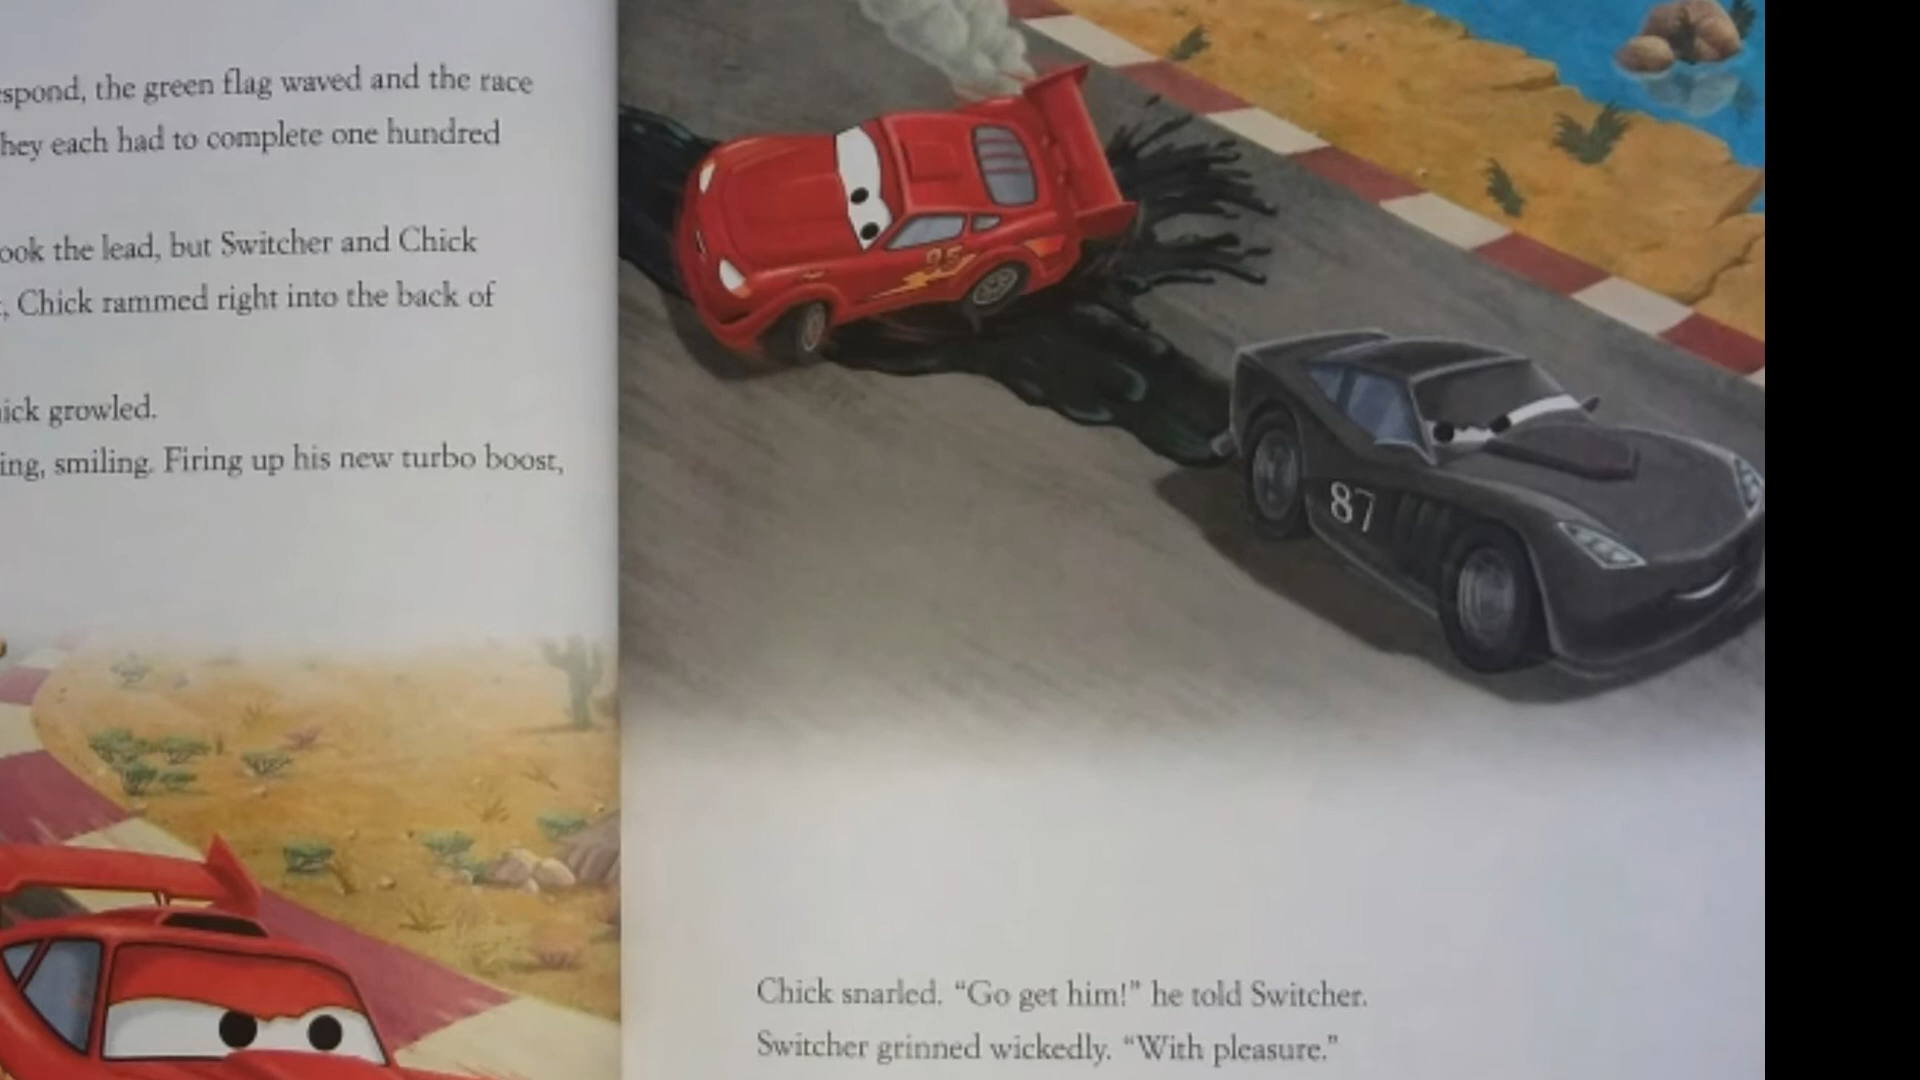 spond, the green flag waved and the race
hey each had to complete one hundred
ook the lead, but Switcher and Chick
, Chick rammed right into the back of
ick growled.
ing, smiling. Firing up his new turbo boost,
95
87
Chick snarled. “Go get him!” he told Switcher.
Switcher grinned wickedly. “With pleasure.”